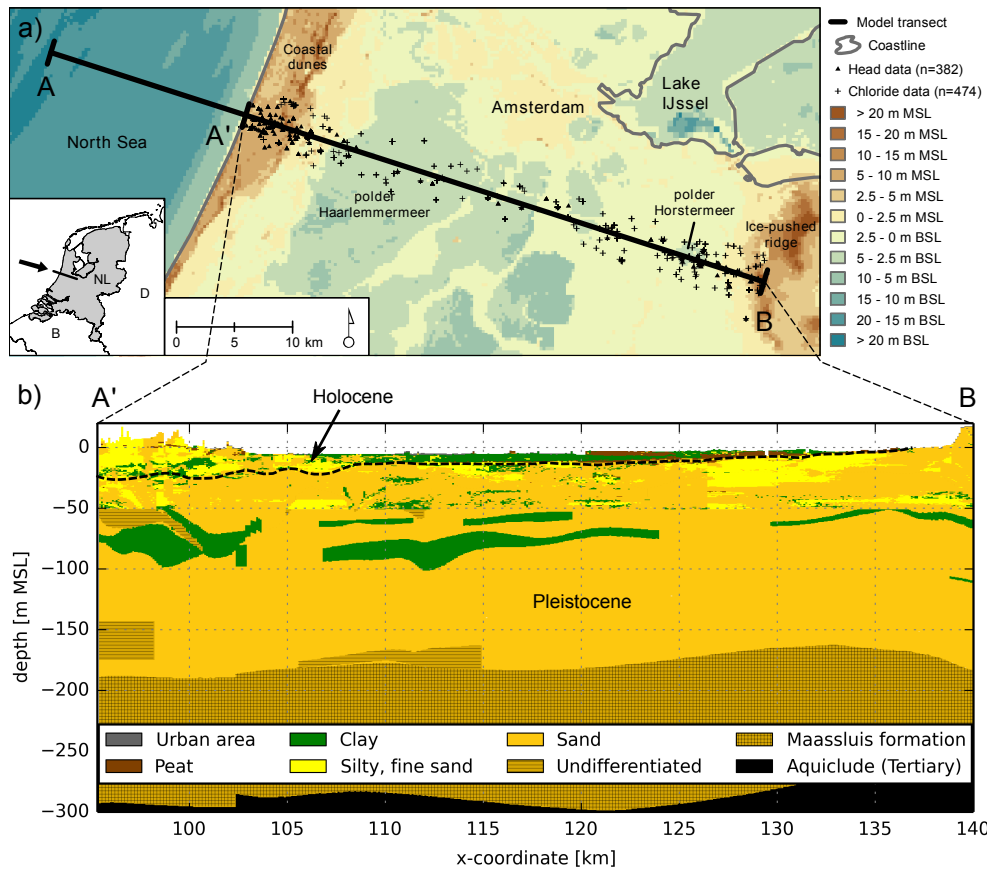 a)
Coastal
dunes
A
A'
North Sea
Amsterdam
Lake
IJssel
polder
Haarlemmermeer
polder
Horstermeer
Ice-pushed
ridge
B
NL
D
B
0 5 10 km
Model transect
Coastline
Head data (n=382)
Chloride data (n=474)
> 20 m MSL
15 - 20 m MSL
10 - 15 m MSL
5 - 10 m MSL
2.5 - 5 m MSL
0 - 2.5 m MSL
2.5 - 0 m BSL
5 - 2.5 m BSL
10 - 5 m BSL
15 - 10 m BSL
20 - 15 m BSL
> 20 m BSL
b)
A'
B
Holocene
Pleistocene
depth [m MSL]
0
−50
−100
−150
−200
−250
−300
Urban area
Clay
Sand
Maassluis formation
Peat
Silty, fine sand
Undifferentiated
Aquiclude (Tertiary)
100 105 110 115 120 125 130 135 140
x-coordinate [km]